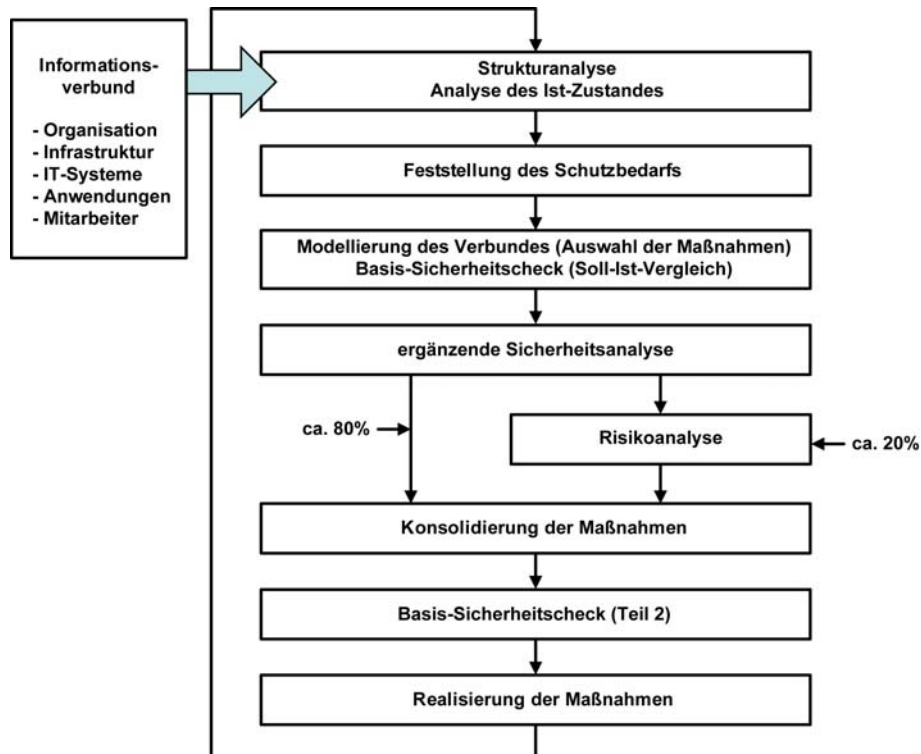 Informations-
verbund
- Organisation
- Infrastruktur
- IT-Systeme
- Anwendungen
- Mitarbeiter
Strukturanalyse
Analyse des Ist-Zustandes
Feststellung des Schutzbedarfs
Modellierung des Verbundes (Auswahl der Maßnahmen)
Basis-Sicherheitscheck (Soll-Ist-Vergleich)
ergänzende Sicherheitsanalyse
ca. 80%
Risikoanalyse
ca. 20%
Konsolidierung der Maßnahmen
Basis-Sicherheitscheck (Teil 2)
Realisierung der Maßnahmen